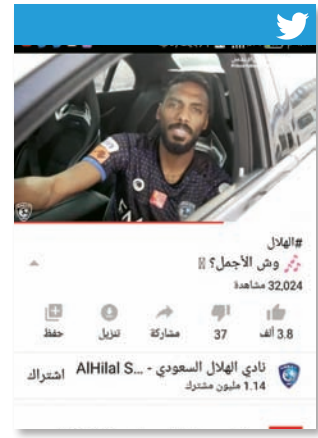 #الهلال
وش الأجمل؟
32,024 مشاهدة
3.8 ألف
37
مشاركة
تنزيل
حفظ
نادي الهلال السعودي - ...AlHilal S
اشتراك
1.14 مليون مشترك